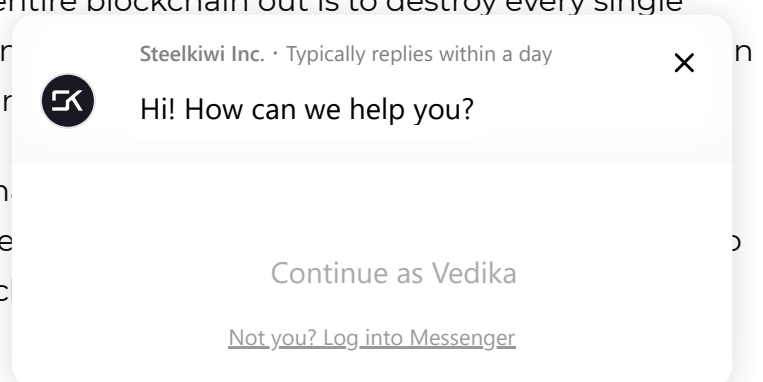 entire blockchain out is to destroy every single
Steelkiwi Inc. · Typically replies within a day
Hi! How can we help you?
Continue as Vedika
Not you? Log into Messenger